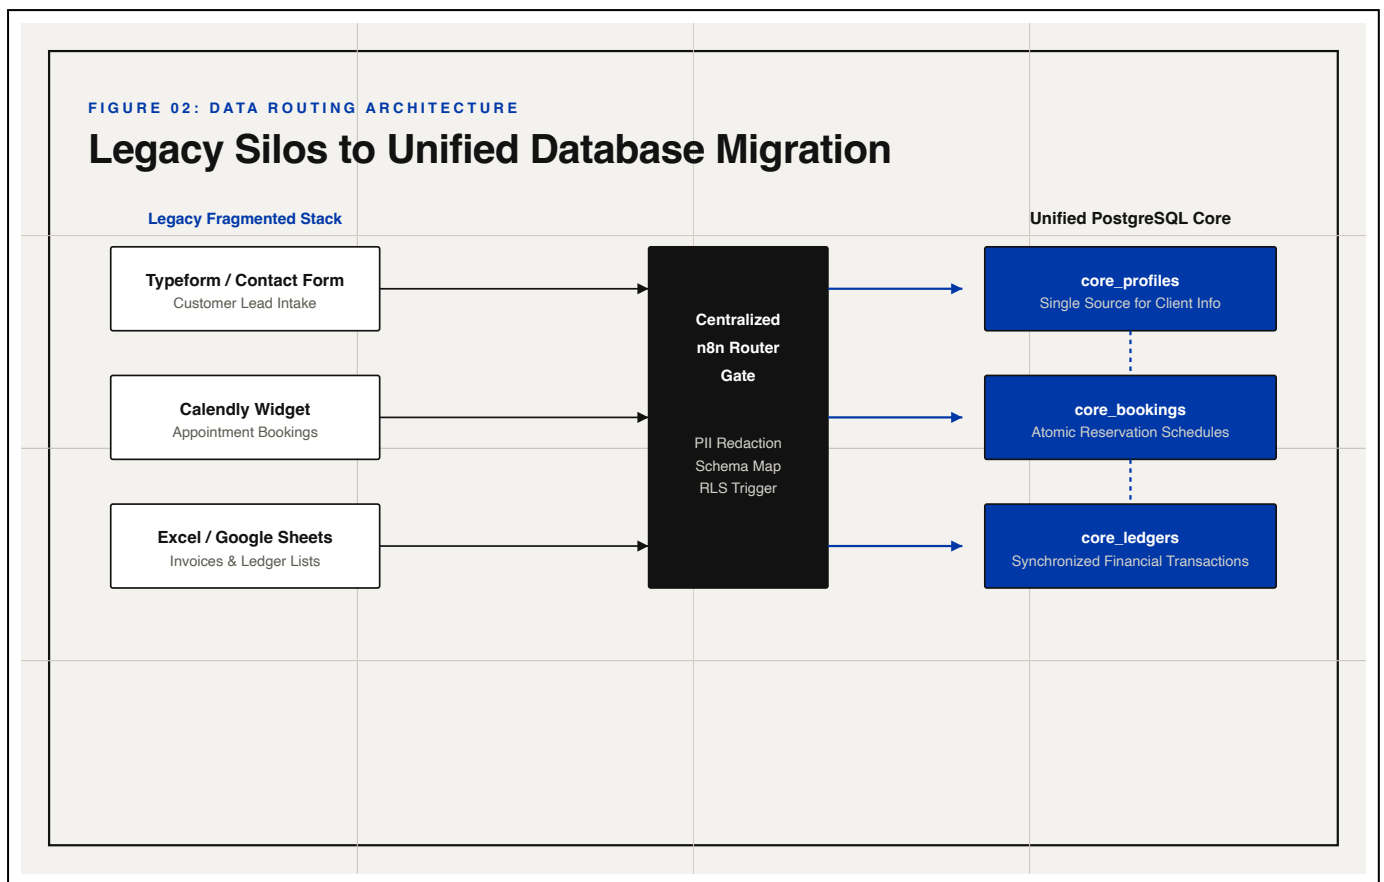 FIGURE 02: DATA ROUTING ARCHITECTURE
Legacy Silos to Unified Database Migration
Legacy Fragmented Stack
Typeform / Contact Form
Customer Lead Intake
Calendly Widget
Appointment Bookings
Excel / Google Sheets
Invoices & Ledger Lists
Centralized
n8n Router
Gate
PII Redaction
Schema Map
RLS Trigger
Unified PostgreSQL Core
core_profiles
Single Source for Client Info
core_bookings
Atomic Reservation Schedules
core_ledgers
Synchronized Financial Transactions